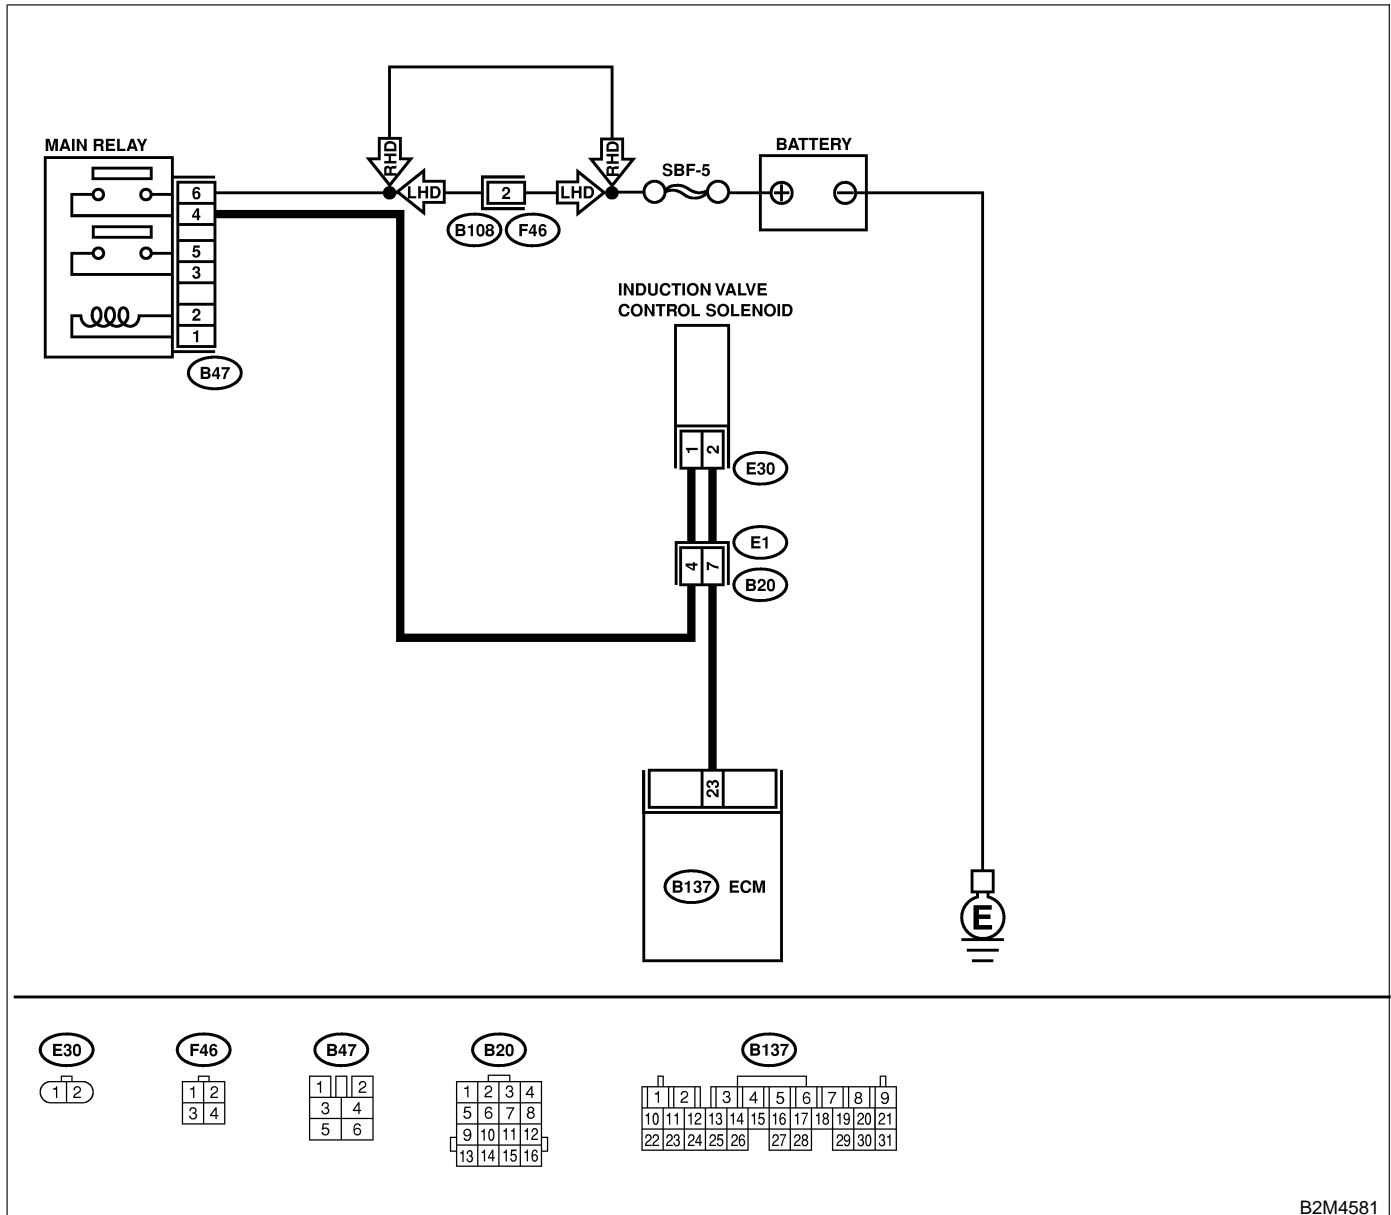 RHD
RHD
MAIN RELAY
BATTERY
SBF-5
6
LHD
2
LHD
4
B108
F46
5
3
2
1
B47
INDUCTION VALVE
CONTROL SOLENOID
1 2
E30
E1
4 7
B20
23
B137 ECM
E
E30
F46
B47
B20
B137
1 2
1 2
3 4
1 2
3 4
5 6
1 2 3 4
5 6 7 8
9 10 11 12
13 14 15 16
1 2 3 4 5 6 7 8 9
10 11 12 13 14 15 16 17 18 19 20 21
22 23 24 25 26 27 28 29 30 31
B2M4581